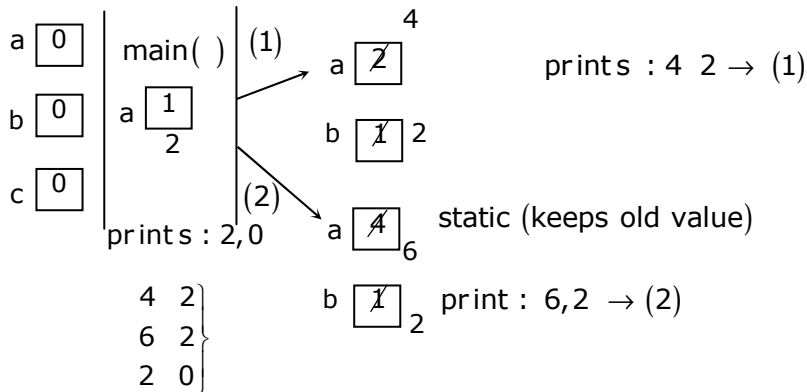 4
a 0 main( ) (1) a 2 prints : 4 2 → (1)
b 0 a 1 b 1 2
2
c 0 (2) a 4 static (keeps old value)
prints : 2,0 6
4 2 b 1 print : 6,2 → (2)
6 2 2
2 0